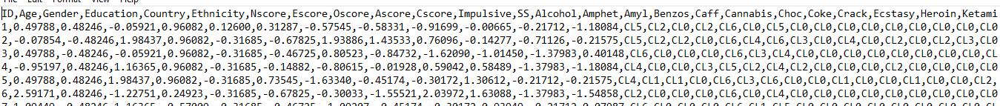 ID,Age,Gender,Education,Country,Ethnicity,Nscore,Escore,Oscore,Ascore,Cscore,Impulsive,SS,Alcohol,Amphet,Amyl,Benzos,Caff,Cannabis,Choc,Coke,Crack,Ecstasy,Heroin,Ketami
1,0.49788,0.48246,-0.05921,0.96082,0.12600,0.31287,-0.57545,-0.58331,-0.91699,-0.00665,-0.21712,-1.18084,CL5,CL2,CL0,CL2,CL6,CL0,CL5,CL0,CL0,CL0,CL0,CL0,CL0,CL0,CL0,CL0
2,-0.07854,-0.48246,1.98437,0.96082,-0.31685,-0.67825,1.93886,1.43533,0.76096,-0.14277,-0.71126,-0.21575,CL5,CL2,CL2,CL0,CL6,CL4,CL6,CL3,CL0,CL4,CL0,CL2,CL0,CL2,CL3,CL0
3,0.49788,-0.48246,-0.05921,0.96082,-0.31685,-0.46725,0.80523,-0.84732,-1.62090,-1.01450,-1.37983,0.40148,CL6,CL0,CL0,CL0,CL6,CL3,CL4,CL0,CL0,CL0,CL0,CL0,CL0,CL0,CL0,CL
4,-0.95197,0.48246,1.16365,0.96082,-0.31685,-0.14882,-0.80615,-0.01928,0.59042,0.58489,-1.37983,-1.18084,CL4,CL0,CL0,CL3,CL5,CL2,CL4,CL2,CL0,CL0,CL0,CL0,CL0,CL0,CL0,CL0
5,0.49788,0.48246,1.98437,0.96082,-0.31685,0.73545,-1.63340,-0.45174,-0.30172,1.30612,-0.21712,-0.21575,CL4,CL1,CL1,CL0,CL6,CL3,CL6,CL0,CL0,CL1,CL0,CL0,CL1,CL0,CL0,CL2,
6,2.59171,0.48246,-1.22751,0.24923,-0.31685,-0.67825,-0.30033,-1.55521,2.03972,1.63088,-1.37983,-1.54858,CL2,CL0,CL0,CL0,CL6,CL0,CL4,CL0,CL0,CL0,CL0,CL0,CL0,CL0,CL0,CL0